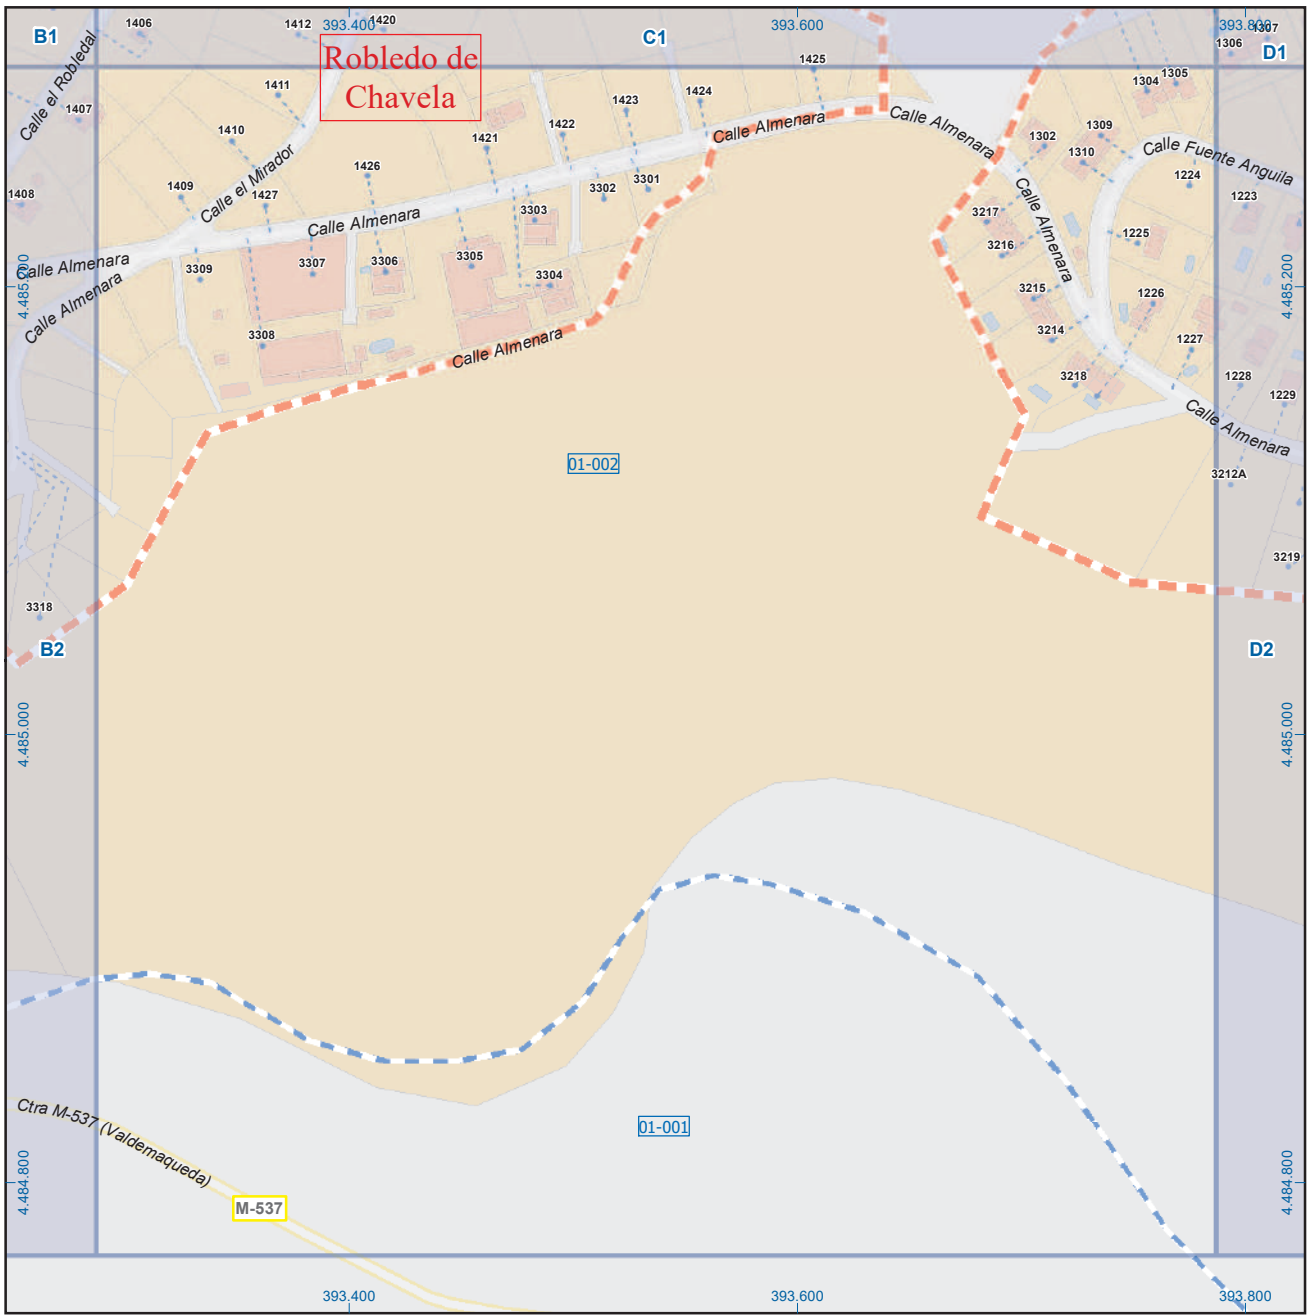 B1
1406
1412
393.400
1420
C1
393.600
393.800
1307
1306
D1
Robledo de
Chavela
Calle el Robledal
1407
1411
1410
1426
1421
1422
1423
1424
1425
1304
1305
1302
1309
1310
Calle Fuente Anguila
1224
1223
1408
1409
Calle el Mirador
1427
Calle Almenara
3303
3302
3301
Calle Almenara
Calle Almenara
Calle Almenara
3217
3216
1225
Calle Almenara
Calle Almenara
3309
3307
3306
3305
3304
3215
3214
1226
1227
4.485.200
4.485.200
3308
Calle Almenara
3218
1228
1229
Calle Almenara
01-002
3212A
3219
3318
B2
D2
4.485.000
4.485.000
Ctra M-537 (Valdemaqueda)
01-001
M-537
4.484.800
4.484.800
393.400
393.600
393.800